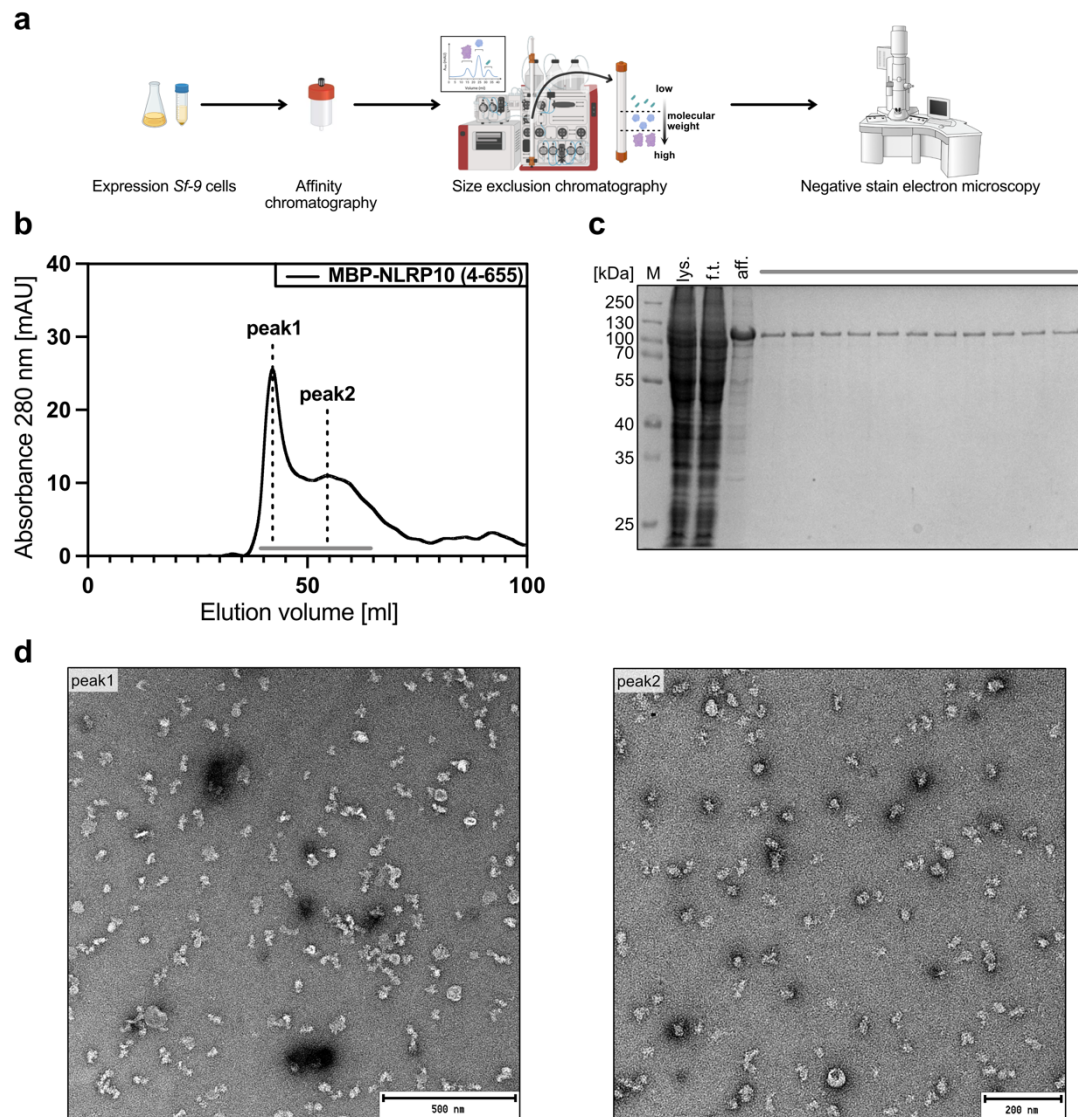 a
low
molecular
weight
high
Expression Sf-9 cells
Affinity
chromatography
Size exclusion chromatography
Negative stain electron microscopy
b
MBP-NLRP10 (4-655)
peak1
peak2
Absorbance 280 nm [mAU]
40
30
20
10
0
0
50
100
Elution volume [ml]
c
[kDa]
M
lys.
f.t.
aff.
250
130
100
70
55
40
35
25
d
peak1
500 nm
peak2
200 nm